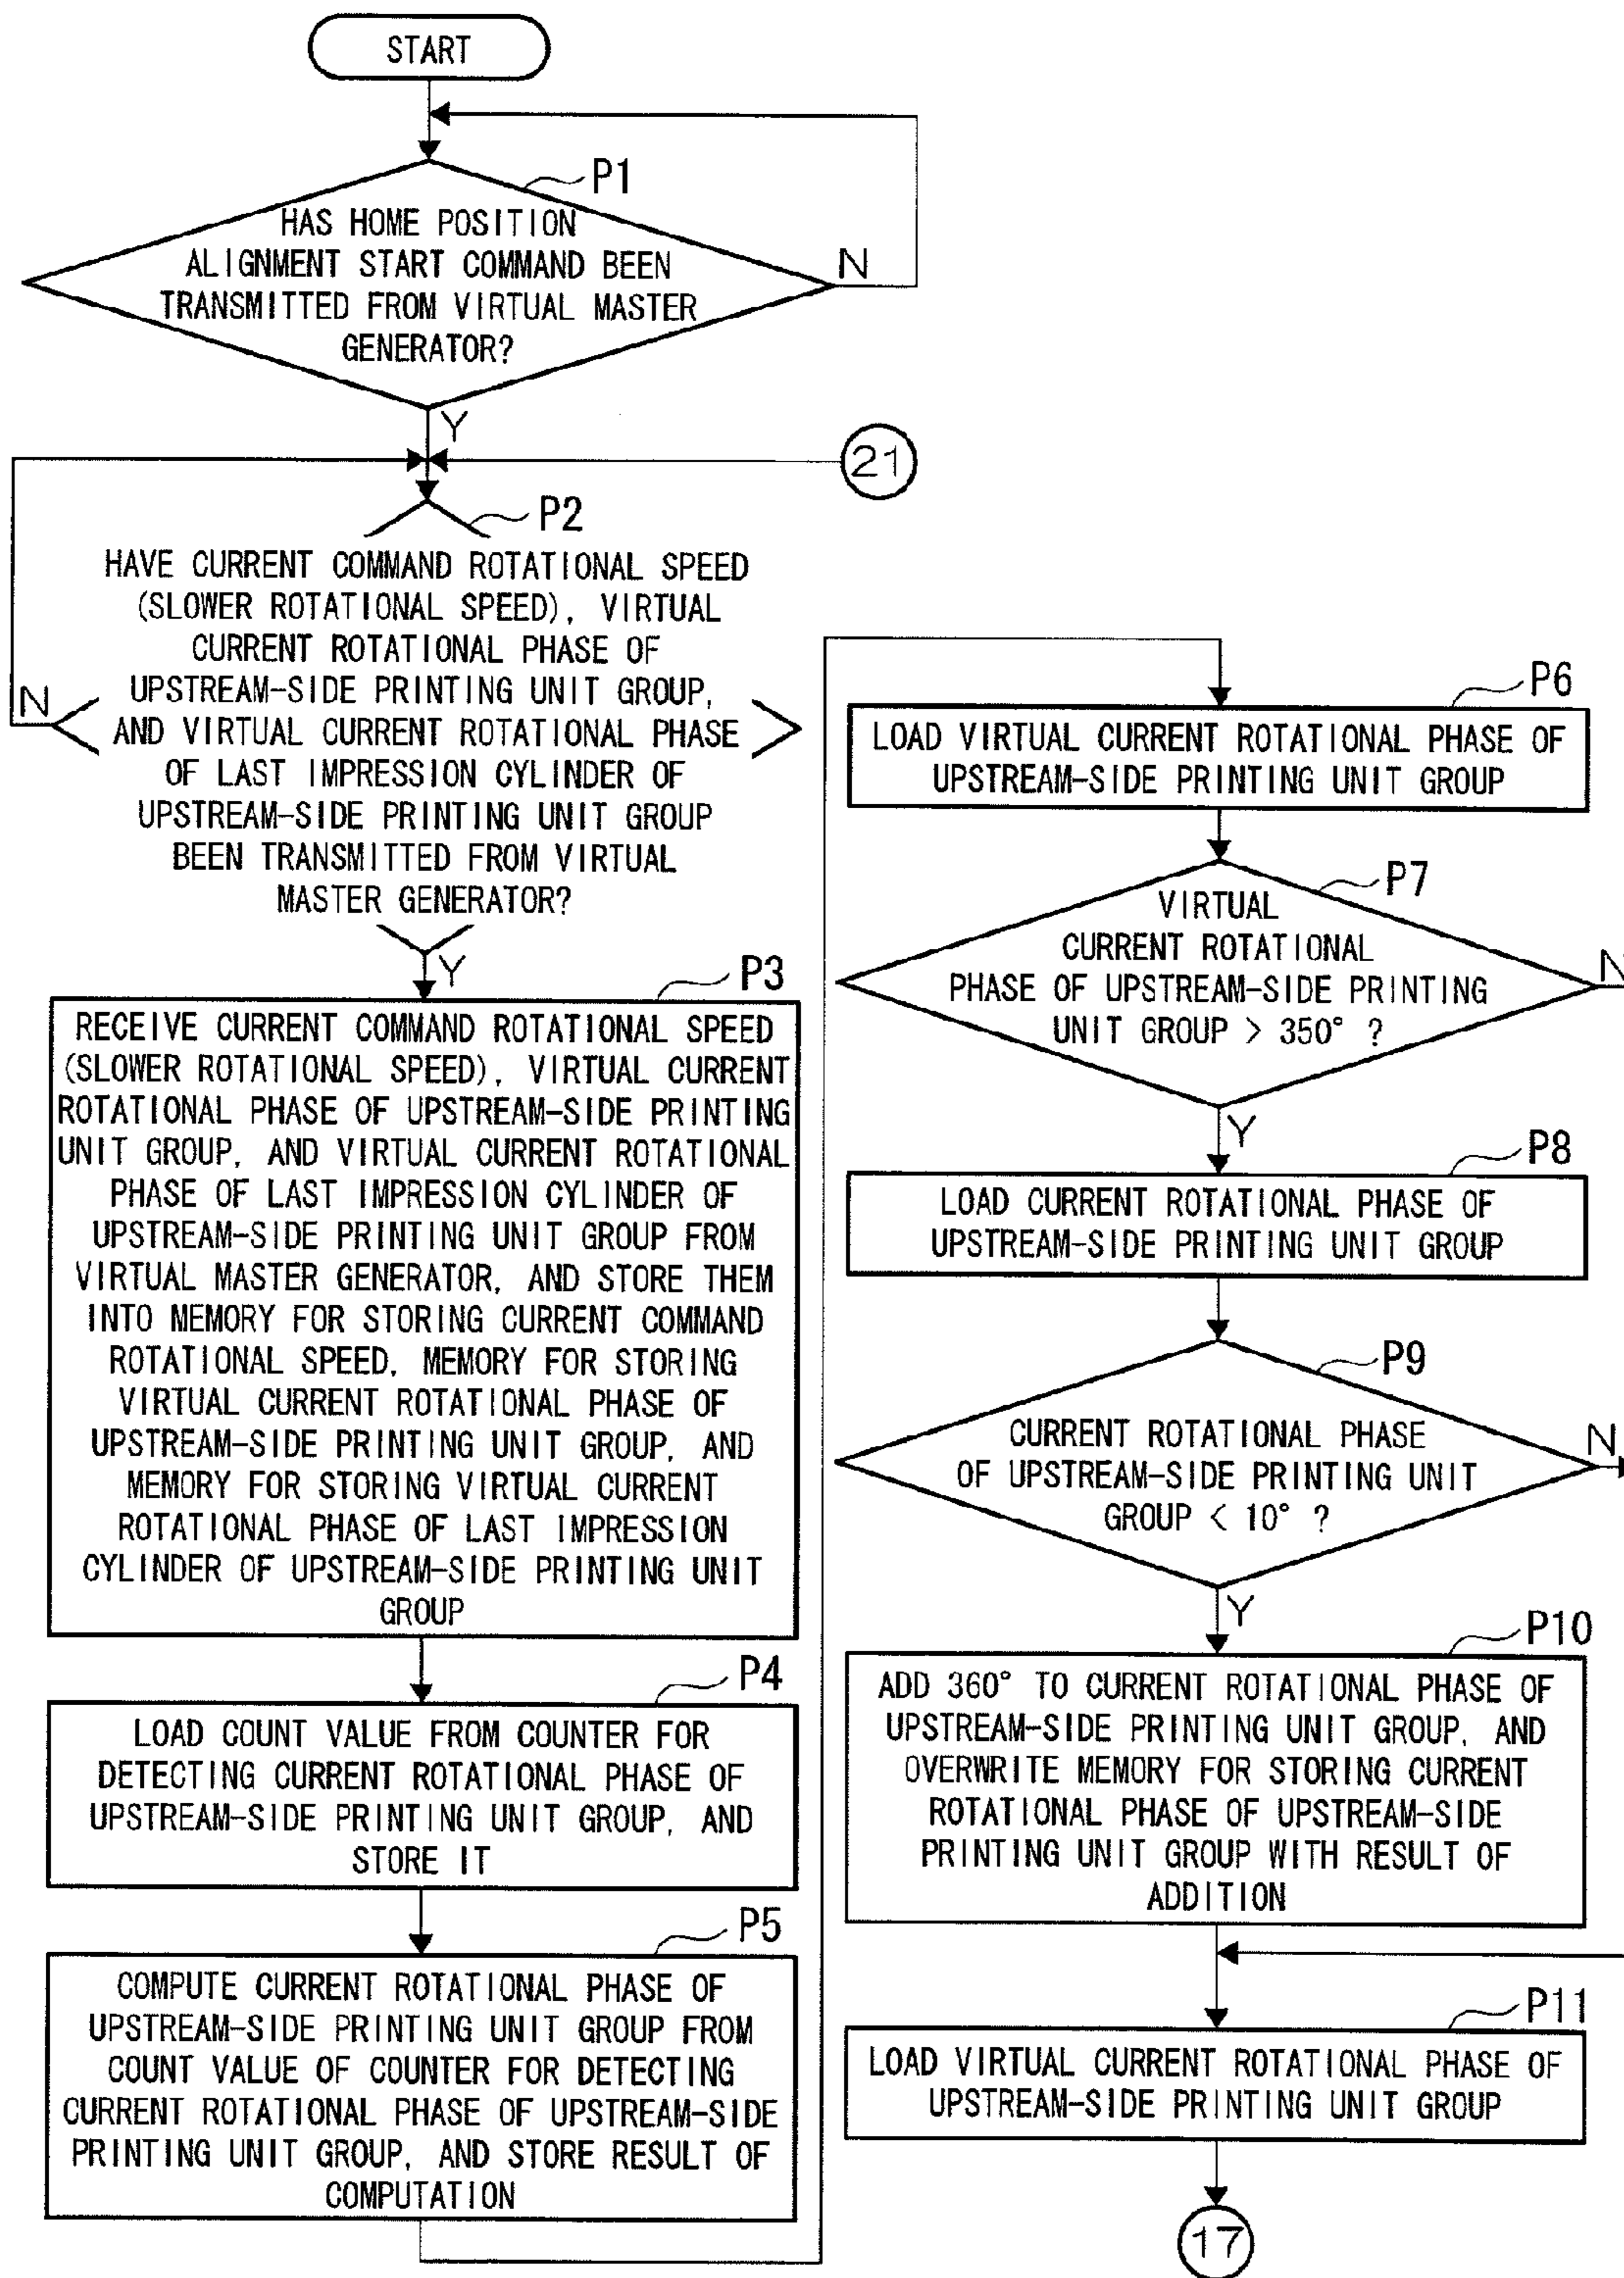 START
P1
HAS HOME POSITION
ALIGNMENT START COMMAND BEEN
TRANSMITTED FROM VIRTUAL MASTER
GENERATOR?
N
Y
21
P2
HAVE CURRENT COMMAND ROTATIONAL SPEED
(SLOWER ROTATIONAL SPEED), VIRTUAL
CURRENT ROTATIONAL PHASE OF
UPSTREAM-SIDE PRINTING UNIT GROUP,
AND VIRTUAL CURRENT ROTATIONAL PHASE
OF LAST IMPRESSION CYLINDER OF
UPSTREAM-SIDE PRINTING UNIT GROUP
BEEN TRANSMITTED FROM VIRTUAL
MASTER GENERATOR?
N
Y
P3
RECEIVE CURRENT COMMAND ROTATIONAL SPEED
(SLOWER ROTATIONAL SPEED), VIRTUAL CURRENT
ROTATIONAL PHASE OF UPSTREAM-SIDE PRINTING
UNIT GROUP, AND VIRTUAL CURRENT ROTATIONAL
PHASE OF LAST IMPRESSION CYLINDER OF
UPSTREAM-SIDE PRINTING UNIT GROUP FROM
VIRTUAL MASTER GENERATOR, AND STORE THEM
INTO MEMORY FOR STORING CURRENT COMMAND
ROTATIONAL SPEED, MEMORY FOR STORING
VIRTUAL CURRENT ROTATIONAL PHASE OF
UPSTREAM-SIDE PRINTING UNIT GROUP, AND
MEMORY FOR STORING VIRTUAL CURRENT
ROTATIONAL PHASE OF LAST IMPRESSION
CYLINDER OF UPSTREAM-SIDE PRINTING UNIT
GROUP
P4
LOAD COUNT VALUE FROM COUNTER FOR
DETECTING CURRENT ROTATIONAL PHASE OF
UPSTREAM-SIDE PRINTING UNIT GROUP, AND
STORE IT
P5
COMPUTE CURRENT ROTATIONAL PHASE OF
UPSTREAM-SIDE PRINTING UNIT GROUP FROM
COUNT VALUE OF COUNTER FOR DETECTING
CURRENT ROTATIONAL PHASE OF UPSTREAM-SIDE
PRINTING UNIT GROUP, AND STORE RESULT OF
COMPUTATION
P6
LOAD VIRTUAL CURRENT ROTATIONAL PHASE OF
UPSTREAM-SIDE PRINTING UNIT GROUP
P7
VIRTUAL
CURRENT ROTATIONAL
PHASE OF UPSTREAM-SIDE PRINTING
UNIT GROUP > 350° ?
N
Y
P8
LOAD CURRENT ROTATIONAL PHASE OF
UPSTREAM-SIDE PRINTING UNIT GROUP
P9
CURRENT ROTATIONAL PHASE
OF UPSTREAM-SIDE PRINTING UNIT
GROUP < 10° ?
N
Y
P10
ADD 360° TO CURRENT ROTATIONAL PHASE OF
UPSTREAM-SIDE PRINTING UNIT GROUP, AND
OVERWRITE MEMORY FOR STORING CURRENT
ROTATIONAL PHASE OF UPSTREAM-SIDE
PRINTING UNIT GROUP WITH RESULT OF
ADDITION
P11
LOAD VIRTUAL CURRENT ROTATIONAL PHASE OF
UPSTREAM-SIDE PRINTING UNIT GROUP
17